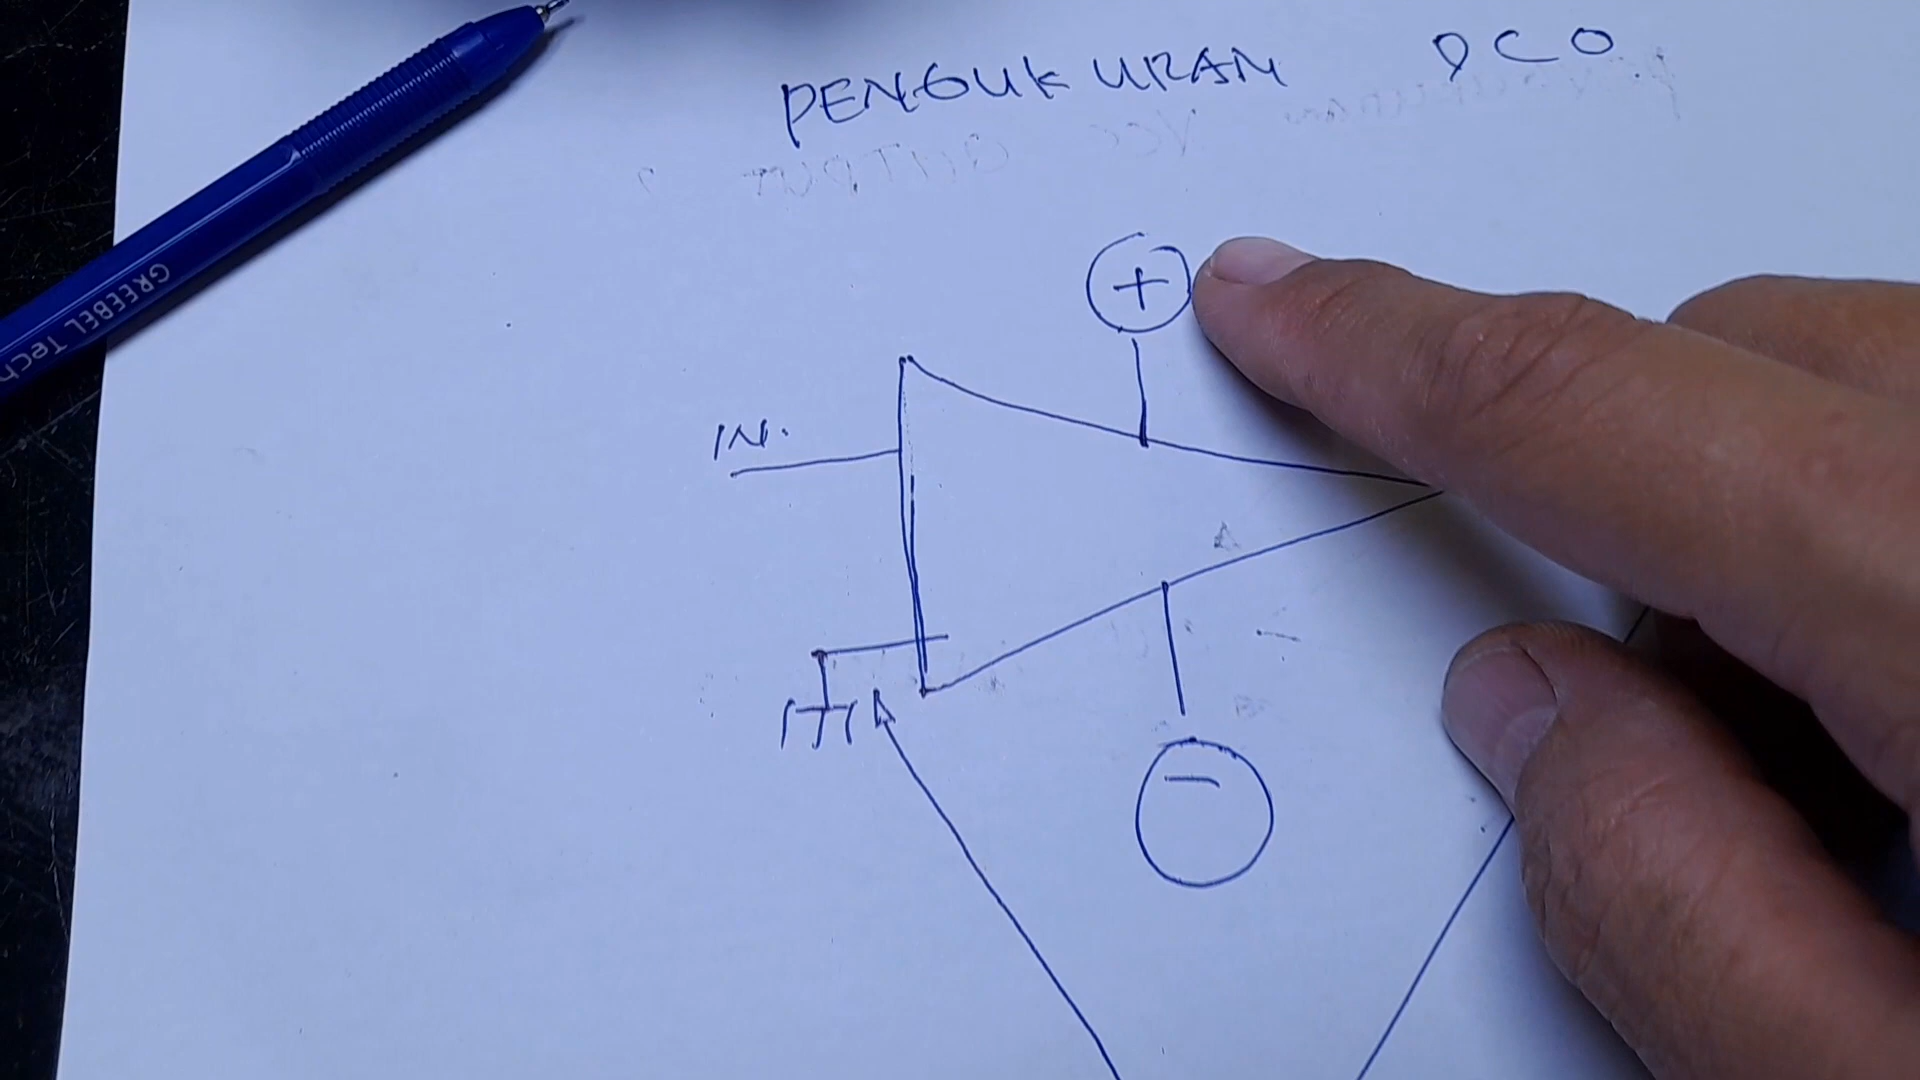 PENGUKURAN DCO
+
IN.
−
GREEBEL Tech